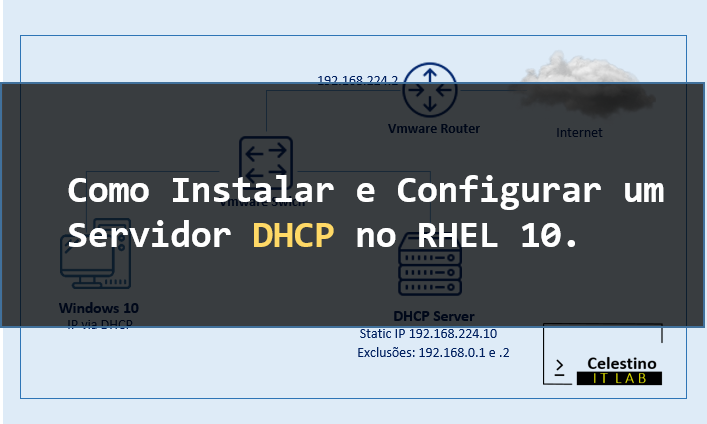 192.168.224.2
Vmware Router
Internet
Vmware Swich
Como Instalar e Configurar um
Servidor DHCP no RHEL 10.
Windows 10
IP via DHCP
DHCP Server
Static IP 192.168.224.10
Exclusões: 192.168.0.1 e .2
Celestino
IT LAB